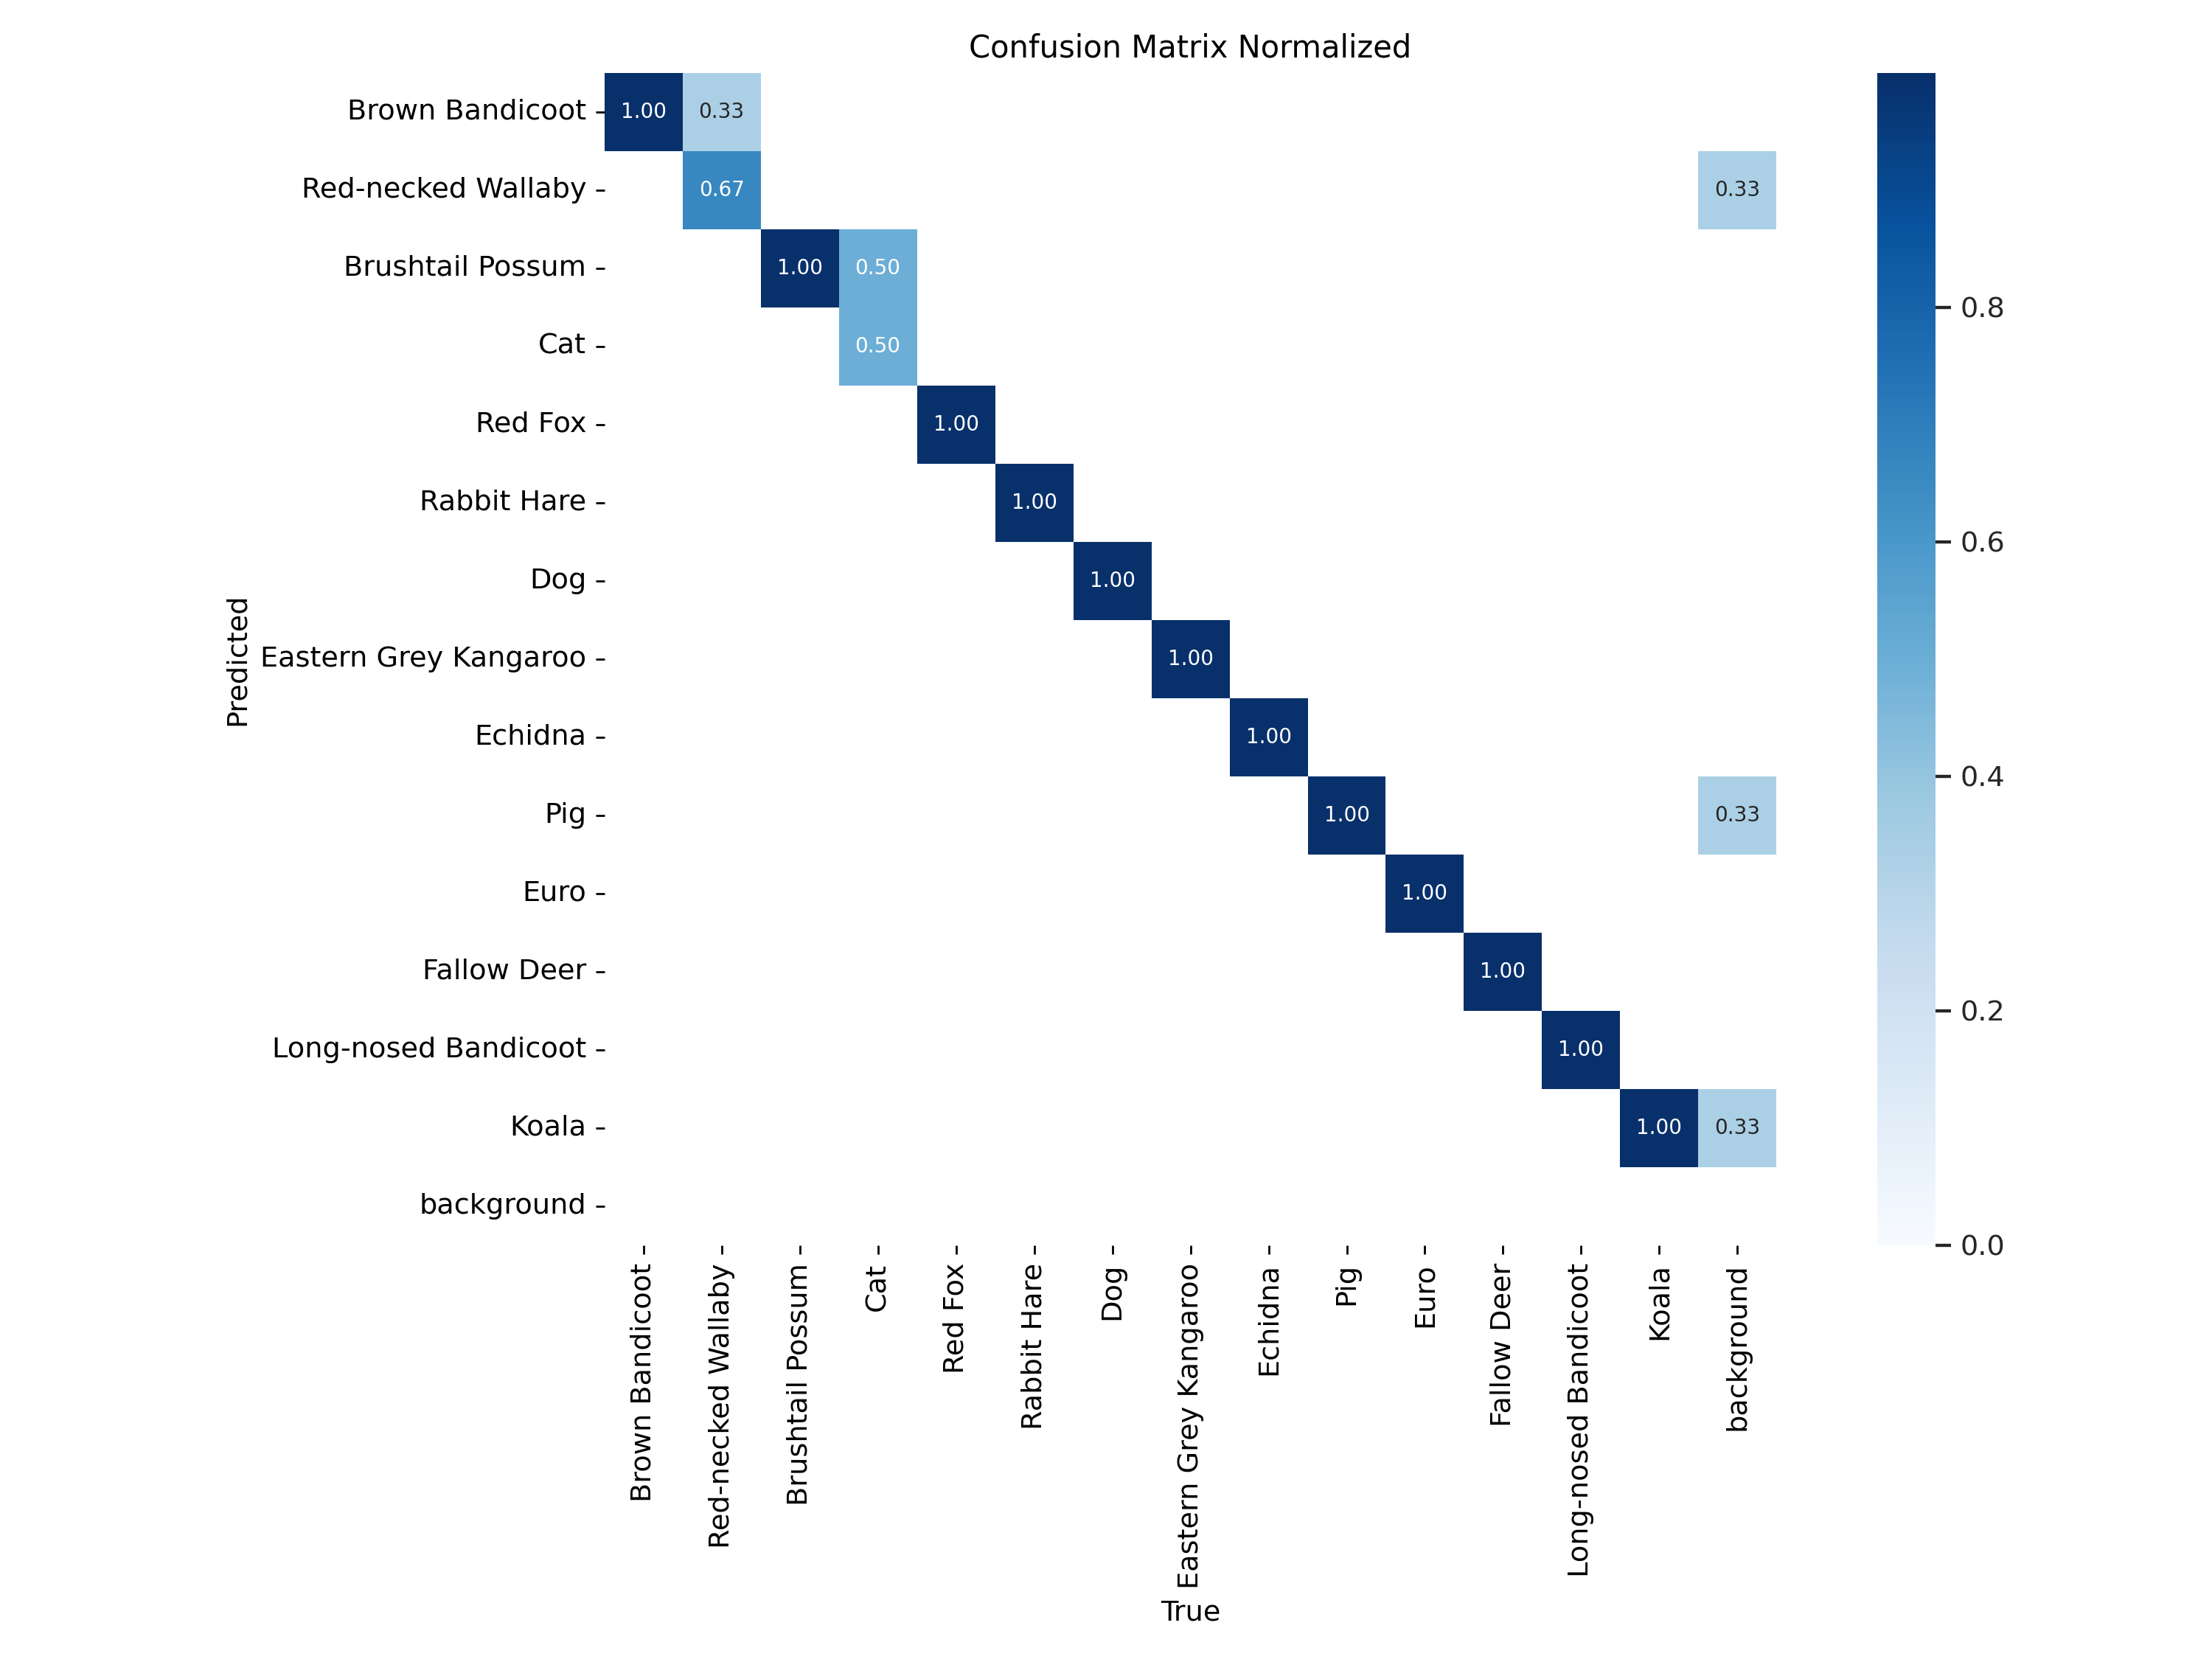 Confusion Matrix Normalized
Brown Bandicoot 1.00 0.33
Red-necked Wallaby 0.67 0.33
Brushtail Possum 1.00 0.50
Cat 0.50
Red Fox 1.00
Rabbit Hare 1.00
Dog 1.00
Eastern Grey Kangaroo 1.00
Echidna 1.00
Pig 1.00 0.33
Euro 1.00
Fallow Deer 1.00
Long-nosed Bandicoot 1.00
Koala 1.00 0.33
background
Predicted
Brown Bandicoot
Red-necked Wallaby
Brushtail Possum
Cat
Red Fox
Rabbit Hare
Dog
Eastern Grey Kangaroo
Echidna
Pig
Euro
Fallow Deer
Long-nosed Bandicoot
Koala
background
True
0.8
0.6
0.4
0.2
0.0